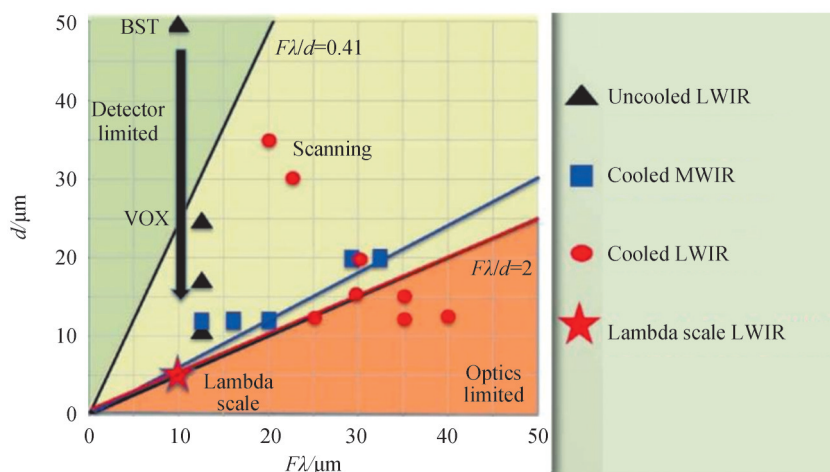 50
40
30
20
10
0
d/μm
BST
Fλ/d=0.41
Detector
limited
Scanning
VOX
Fλ/d=2
Lambda
scale
Optics
limited
0
10
20
30
40
50
Fλ/μm
Uncooled LWIR
Cooled MWIR
Cooled LWIR
Lambda scale LWIR